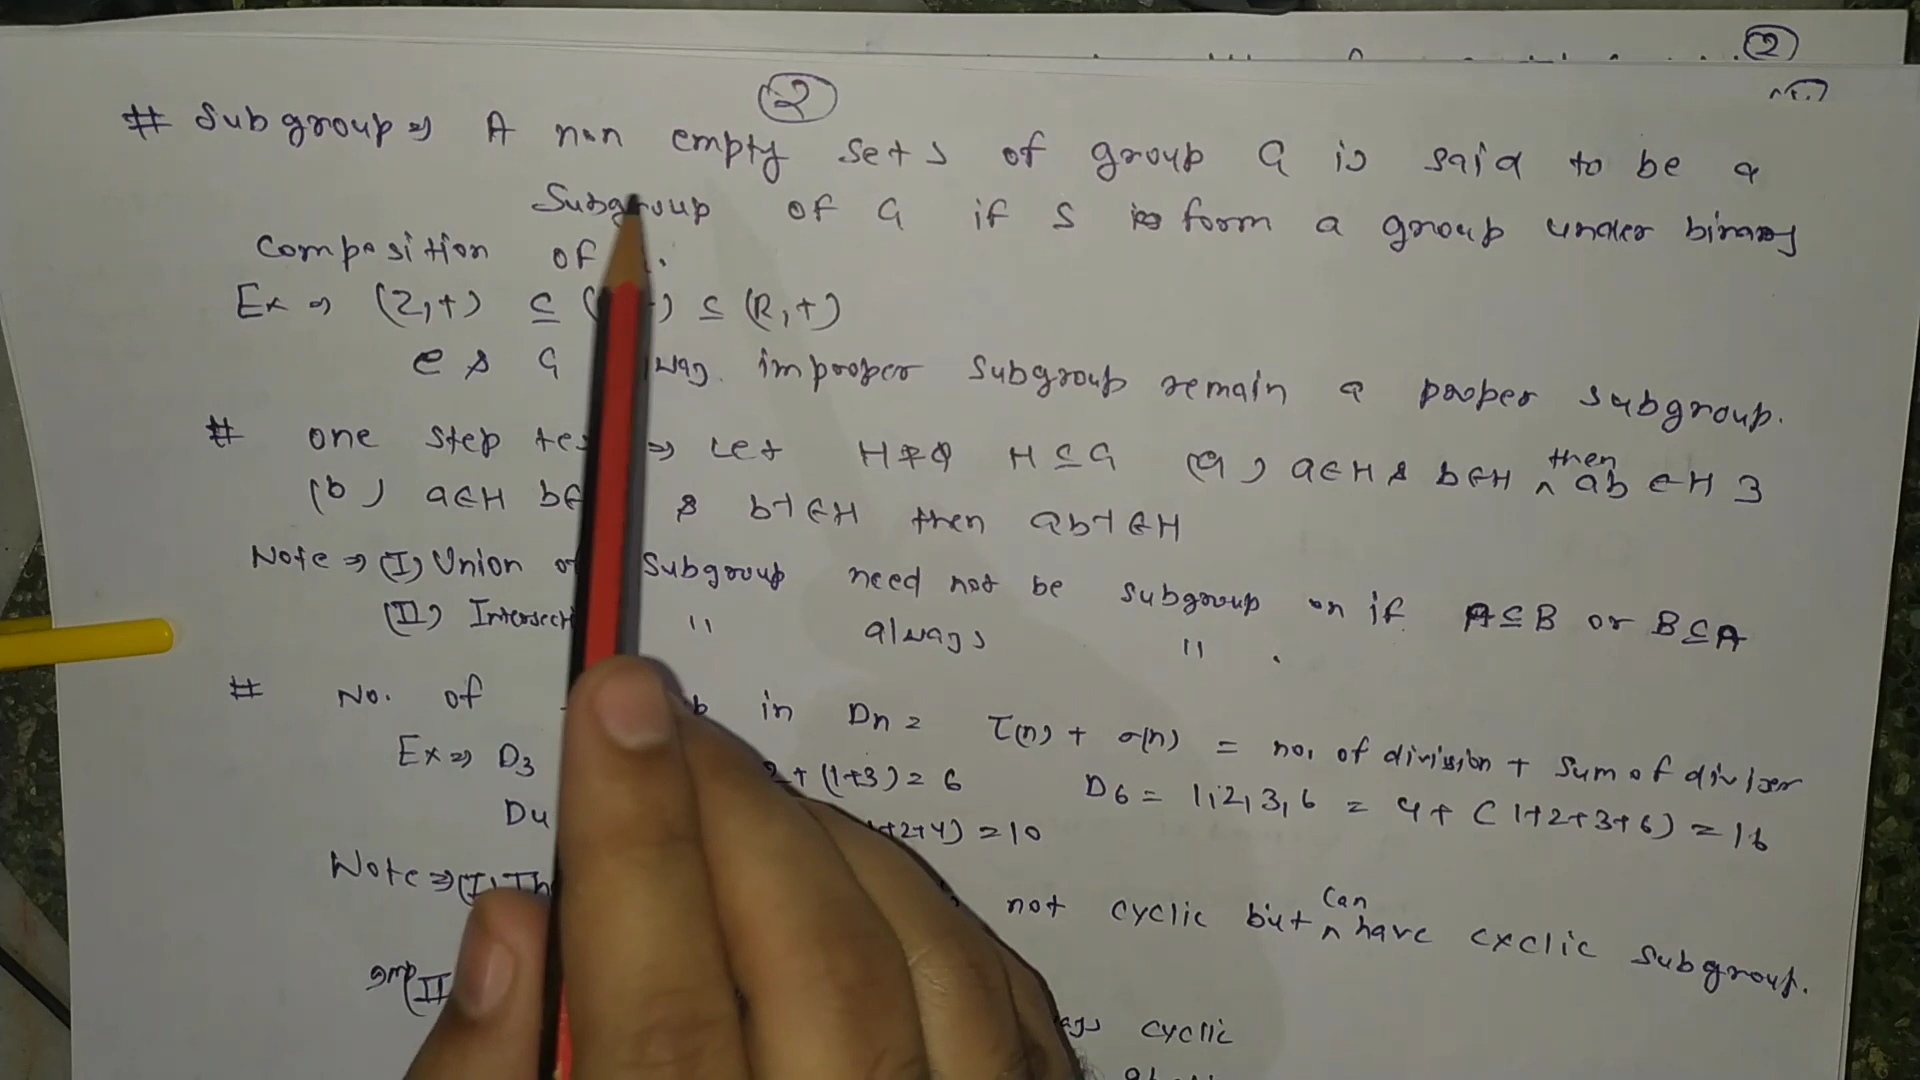 2
2
# Subgroup ⇒ A non empty set S of group G is said to be a
Subgroup of G if S form a group under binary
composition of
Ex ⇒ (Z,+) ⊆ ( ) ⊆ (R,+)
e & G improper subgroup remain a proper subgroup.
# one step test ⇒ Let H≠Φ H⊆G (a) a∈H & b∈H then ab ∈H 3
(b) a∈H & b⁻¹∈H then ab⁻¹∈H
Note ⇒ (I) Union of subgroup need not be subgroup if A⊆B or B⊆A
(II) " always " .
# No. of in Dn = τ(n) + σ(n) = no. of division + sum of divisor
Ex ⇒ D3 2+(1+3) = 6 D6 = 1,2,3,6 = 4+(1+2+3+6) = 16
D4 +2+4) = 10
Note ⇒ (I) not cyclic but can have cyclic subgroup.
(II) cyclic